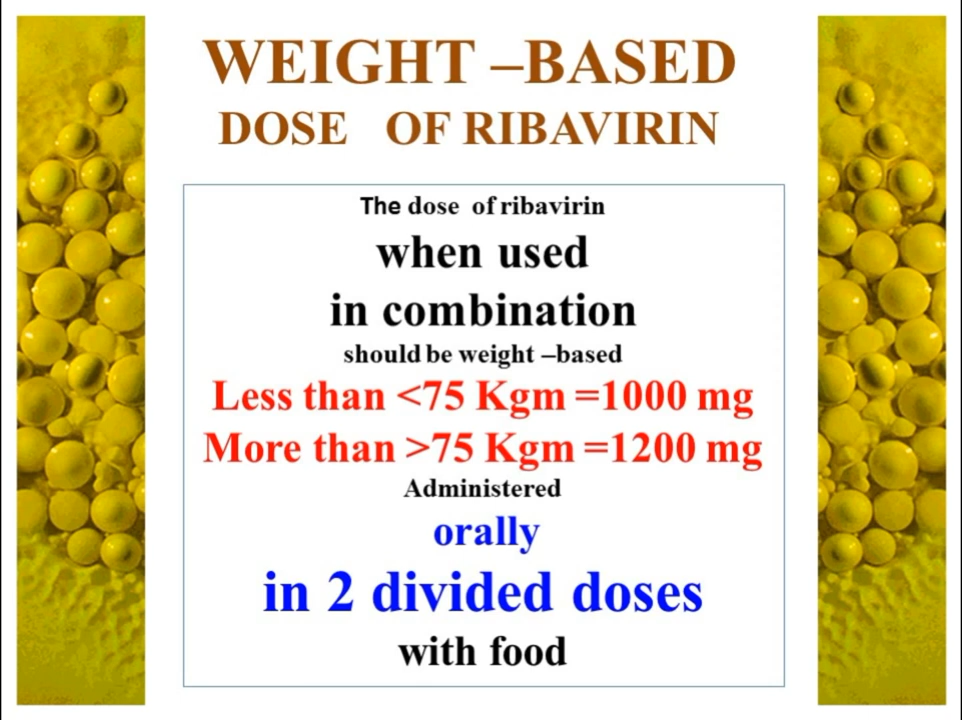 WEIGHT –BASED
DOSE OF RIBAVIRIN
The dose of ribavirin
when used
in combination
should be weight –based
Less than <75 Kgm =1000 mg
More than >75 Kgm =1200 mg
Administered
orally
in 2 divided doses
with food